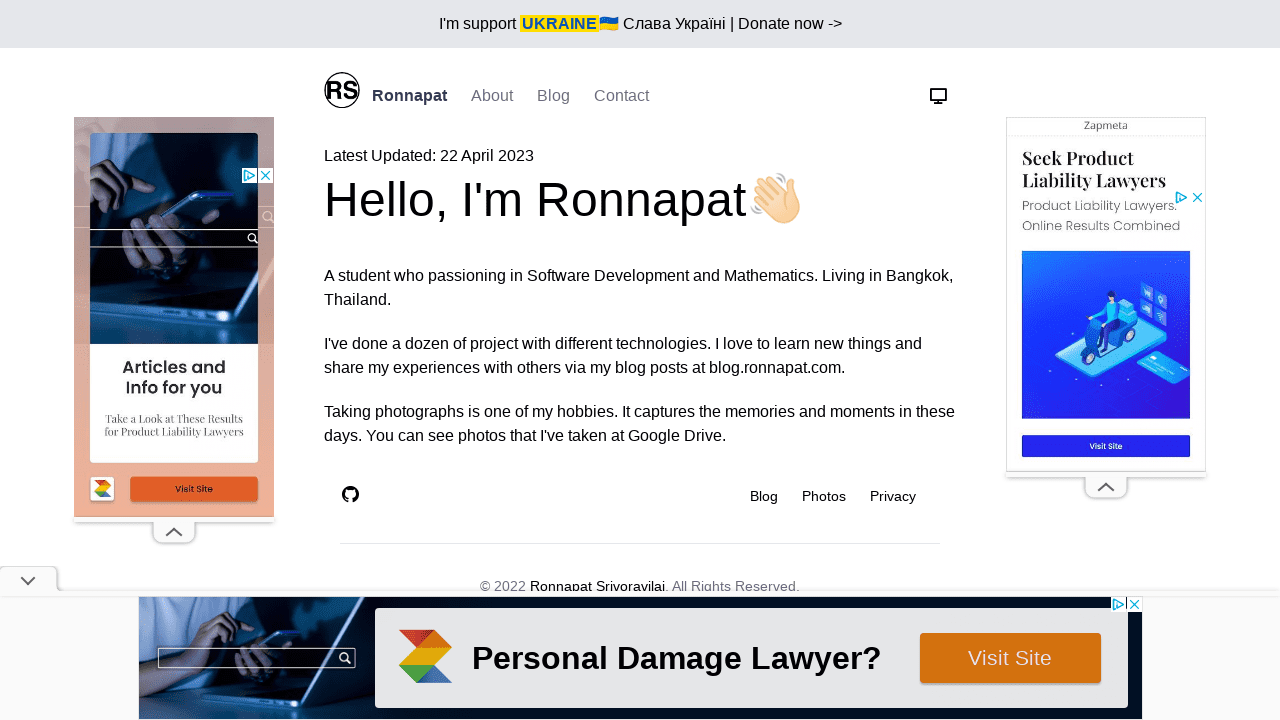 I'm support UKRAINE🇺🇦 Слава Україні | Donate now ->
RS
Ronnapat
About
Blog
Contact
Latest Updated: 22 April 2023
Hello, I'm Ronnapat👋🏻
A student who passioning in Software Development and Mathematics. Living in Bangkok,
Thailand.
I've done a dozen of project with different technologies. I love to learn new things and
share my experiences with others via my blog posts at blog.ronnapat.com.
Taking photographs is one of my hobbies. It captures the memories and moments in these
days. You can see photos that I've taken at Google Drive.
Blog
Photos
Privacy
© 2022 Ronnapat Srivoravilai. All Rights Reserved.
Articles and
Info for you
Take a Look at These Results
for Product Liability Lawyers
Visit Site
Zapmeta
Seek Product
Liability Lawyers
Product Liability Lawyers.
Online Results Combined
Visit Site
Personal Damage Lawyer?
Visit Site